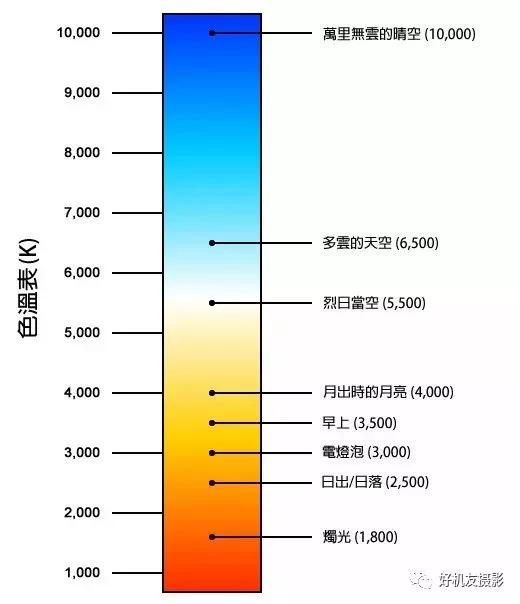 色溫表(K)
10,000
9,000
8,000
7,000
6,000
5,000
4,000
3,000
2,000
1,000
萬里無雲的晴空 (10,000)
多雲的天空 (6,500)
烈日當空 (5,500)
月出時的月亮 (4,000)
早上 (3,500)
電燈泡 (3,000)
日出/日落 (2,500)
燭光 (1,800)
好机友摄影